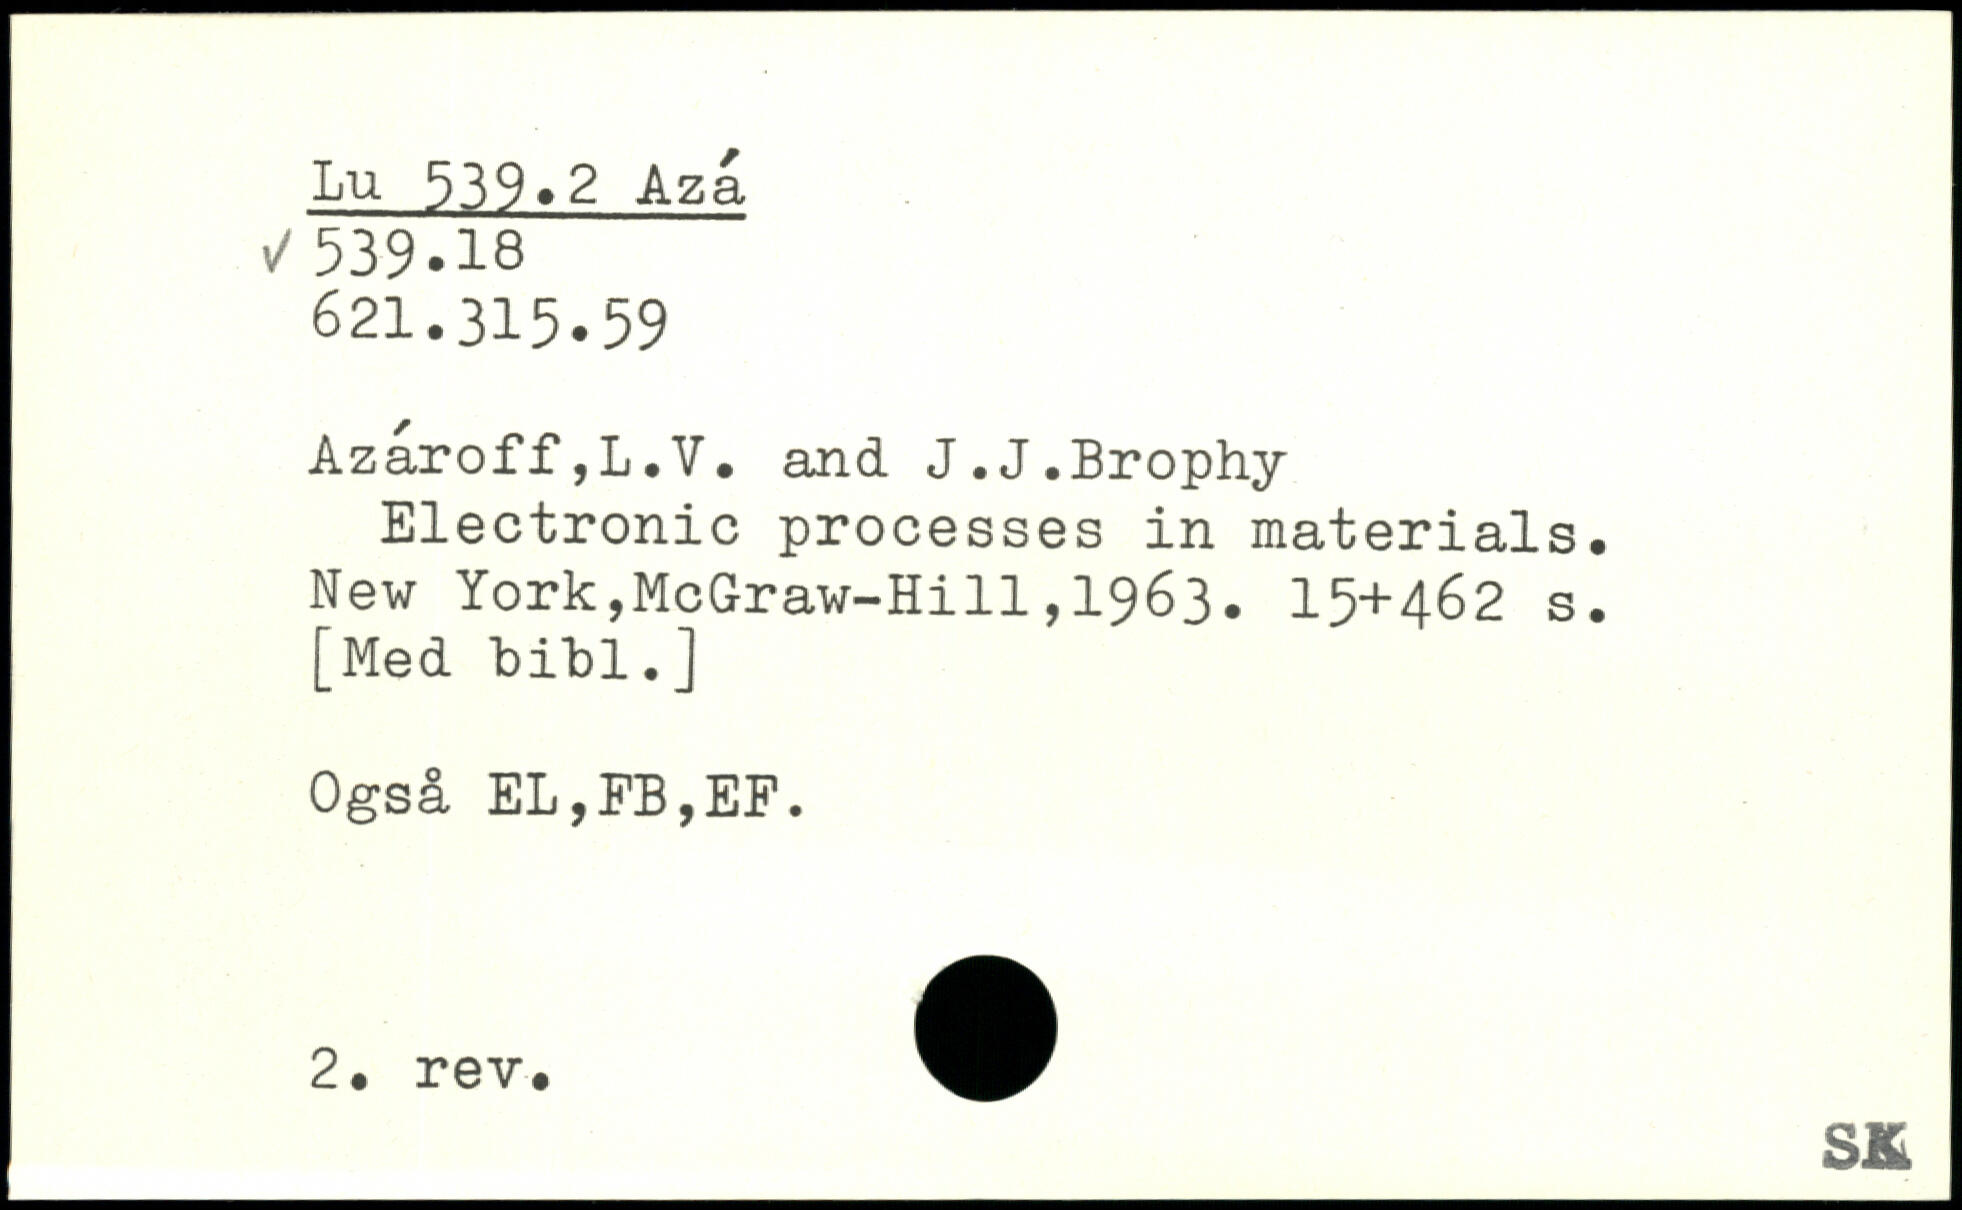 Lu 539.2 Azá
✓ 539.18
621.315.59
Azároff,L.V. and J.J.Brophy
Electronic processes in materials.
New York,McGraw-Hill,1963. 15+462 s.
[Med bibl.]
Også EL,FB,EF.
2. rev.
SK